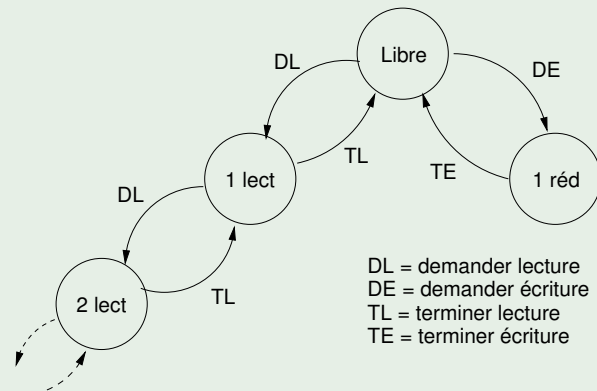 Libre
DL
DE
TL
TE
1 lect
1 réd
DL
TL
2 lect
DL = demander lecture
DE = demander écriture
TL = terminer lecture
TE = terminer écriture